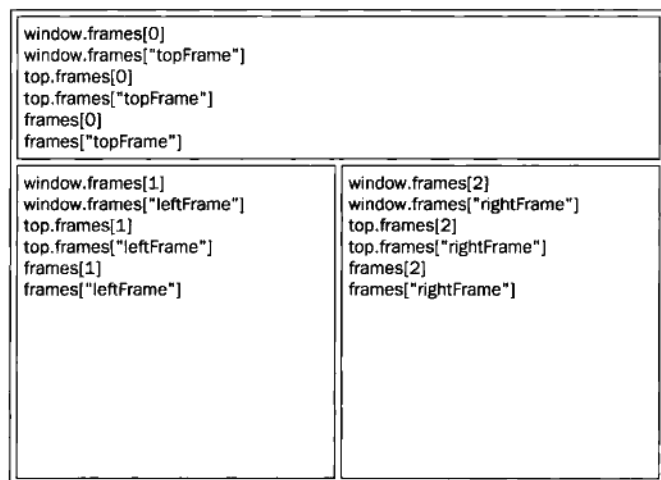 window.frames[0]
window.frames["topFrame"]
top.frames[0]
top.frames["topFrame"]
frames[0]
frames["topFrame"]
window.frames[1]
window.frames["leftFrame"]
top.frames[1]
top.frames["leftFrame"]
frames[1]
frames["leftFrame"]
window.frames[2]
window.frames["rightFrame"]
top.frames[2]
top.frames["rightFrame"]
frames[2]
frames["rightFrame"]